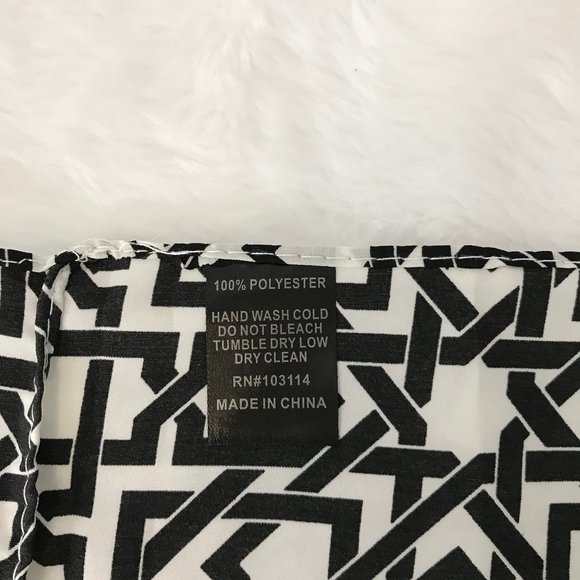 100% POLYESTER
HAND WASH COLD
DO NOT BLEACH
TUMBLE DRY LOW
DRY CLEAN
RN#103114
MADE IN CHINA